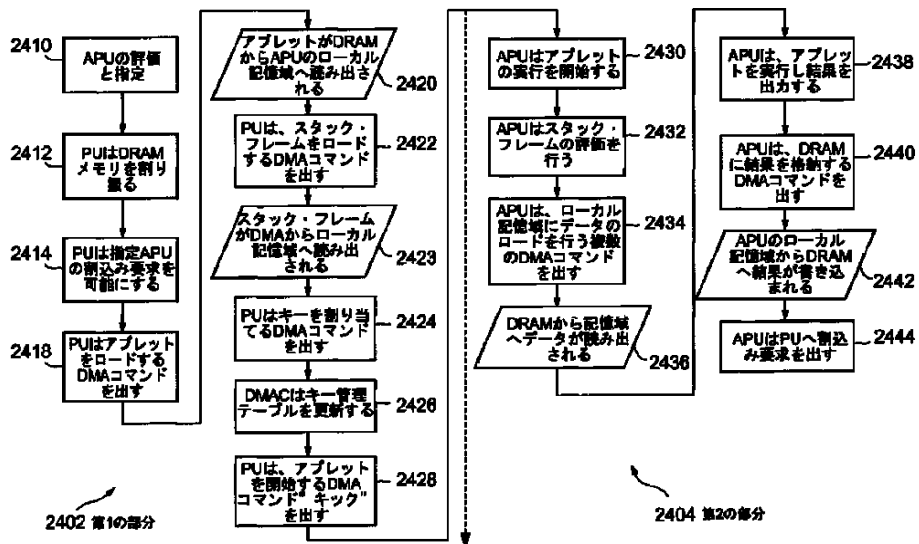 2410
APUの評価
と指定
2412
PUはDRAM
メモリを割り
振る
2414
PUは指定APU
の割込み要求を
可能にする
2418
PUはアプレット
をロードする
DMAコマンド
を出す
アプレットがDRAM
からAPUのローカル
記憶域へ読み出さ
れる
2420
PUは、スタック・
フレームをロード
するDMAコマンド
を出す
2422
スタック・フレーム
がDMAからローカル
記憶域へ読み出
される
2423
PUはキーを割り当
てるDMAコマンド
を出す
2424
DMACはキー管理
テーブルを更新する
2426
PUは、アプレット
を開始するDMA
コマンド"キック"
を出す
2428
2402 第1の部分
APUはアプレット
の実行を開始する
2430
APUはスタック・
フレームの評価を
行う
2432
APUは、ローカル
記憶域にデータの
ロードを行う複数
のDMAコマンド
を出す
2434
DRAMから記憶域
へデータが読み出
される
2436
APUは、アプレッ
トを実行し結果を
出力する
2438
APUは、DRAM
に結果を格納する
DMAコマンドを
出す
2440
APUのローカル
記憶域からDRAM
へ結果が書き込
まれる
2442
APUはPUへ割込
み要求を出す
2444
2404 第2の部分